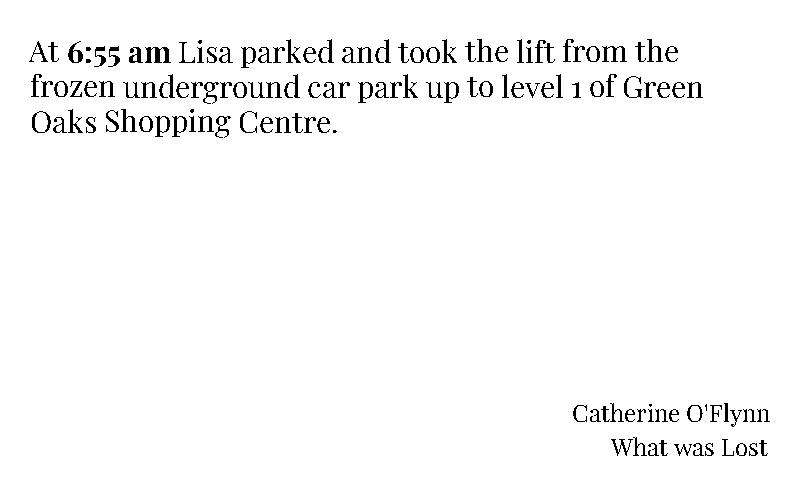 At 6:55 am Lisa parked and took the lift from the
frozen underground car park up to level 1 of Green
Oaks Shopping Centre.
Catherine O'Flynn
What was Lost